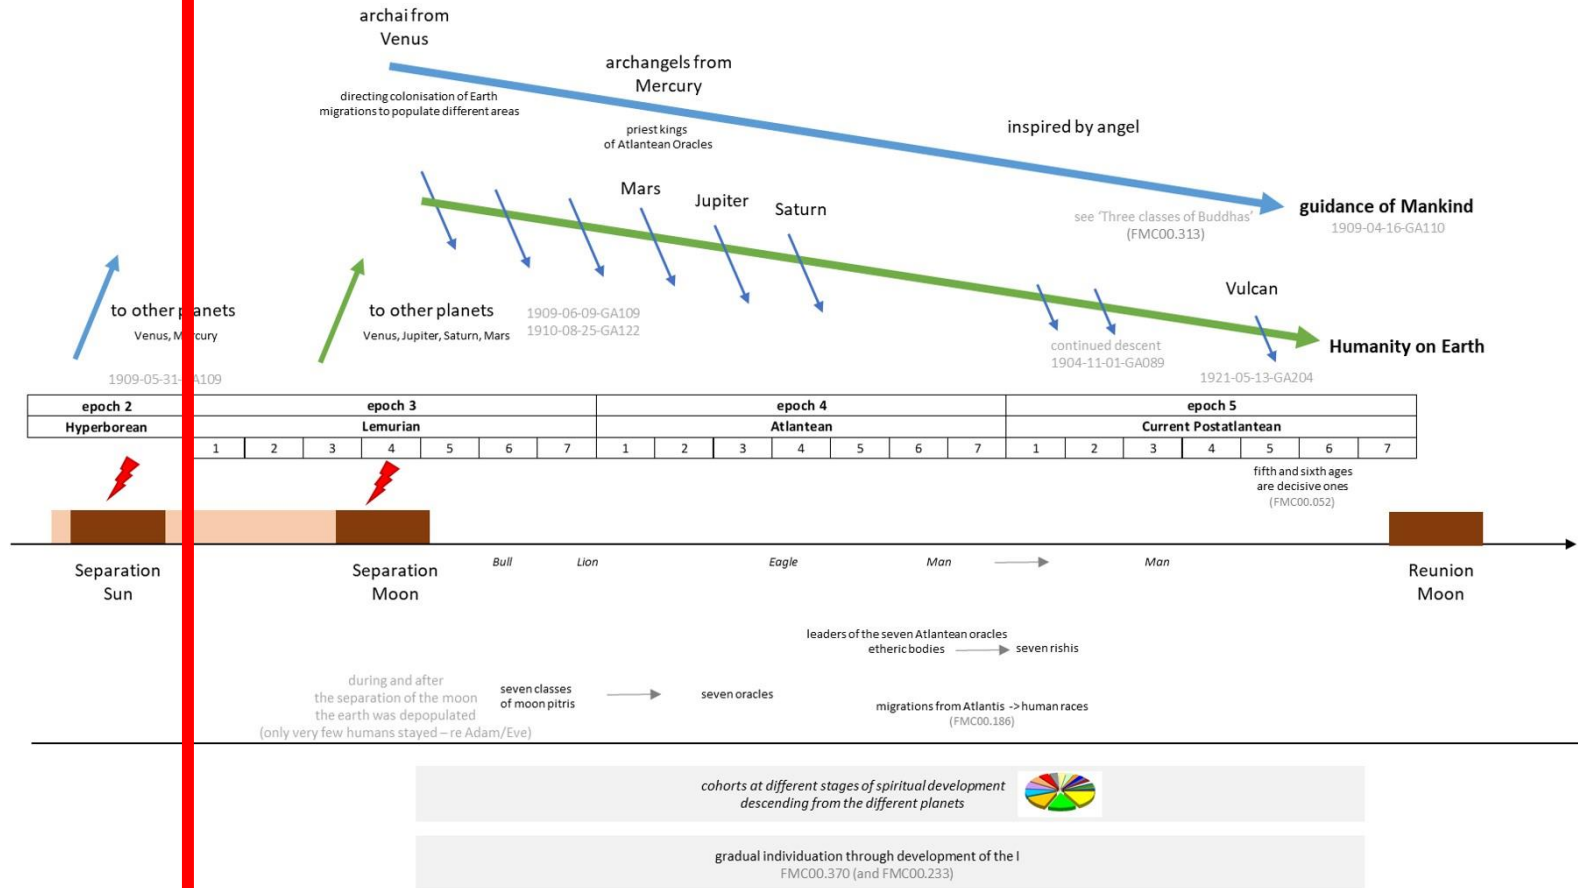 archai from
Venus
directing colonisation of Earth
migrations to populate different areas
archangels from
Mercury
priest kings
of Atlantean Oracles
inspired by angel
Mars
Jupiter
Saturn
see 'Three classes of Buddhas'
(FMC00.313)
guidance of Mankind
1909-04-16-GA110
to other planets
Venus, Mercury
1909-05-31-GA109
to other planets
Venus, Jupiter, Saturn, Mars
1909-06-09-GA109
1910-08-25-GA122
continued descent
1904-11-01-GA089
Vulcan
1921-05-13-GA204
Humanity on Earth
epoch 2 epoch 3 epoch 4 epoch 5
Hyperborean Lemurian Atlantean Current Postatlantean
1 2 3 4 5 6 7 1 2 3 4 5 6 7 1 2 3 4 5 6 7
fifth and sixth ages
are decisive ones
(FMC00.052)
Separation
Sun
Separation
Moon
Bull Lion Eagle Man Man
Reunion
Moon
leaders of the seven Atlantean oracles
etheric bodies seven rishis
during and after
the separation of the moon
the earth was depopulated
(only very few humans stayed – re Adam/Eve)
seven classes
of moon pitris
seven oracles
migrations from Atlantis -> human races
(FMC00.186)
cohorts at different stages of spiritual development
descending from the different planets
gradual individuation through development of the I
FMC00.370 (and FMC00.233)